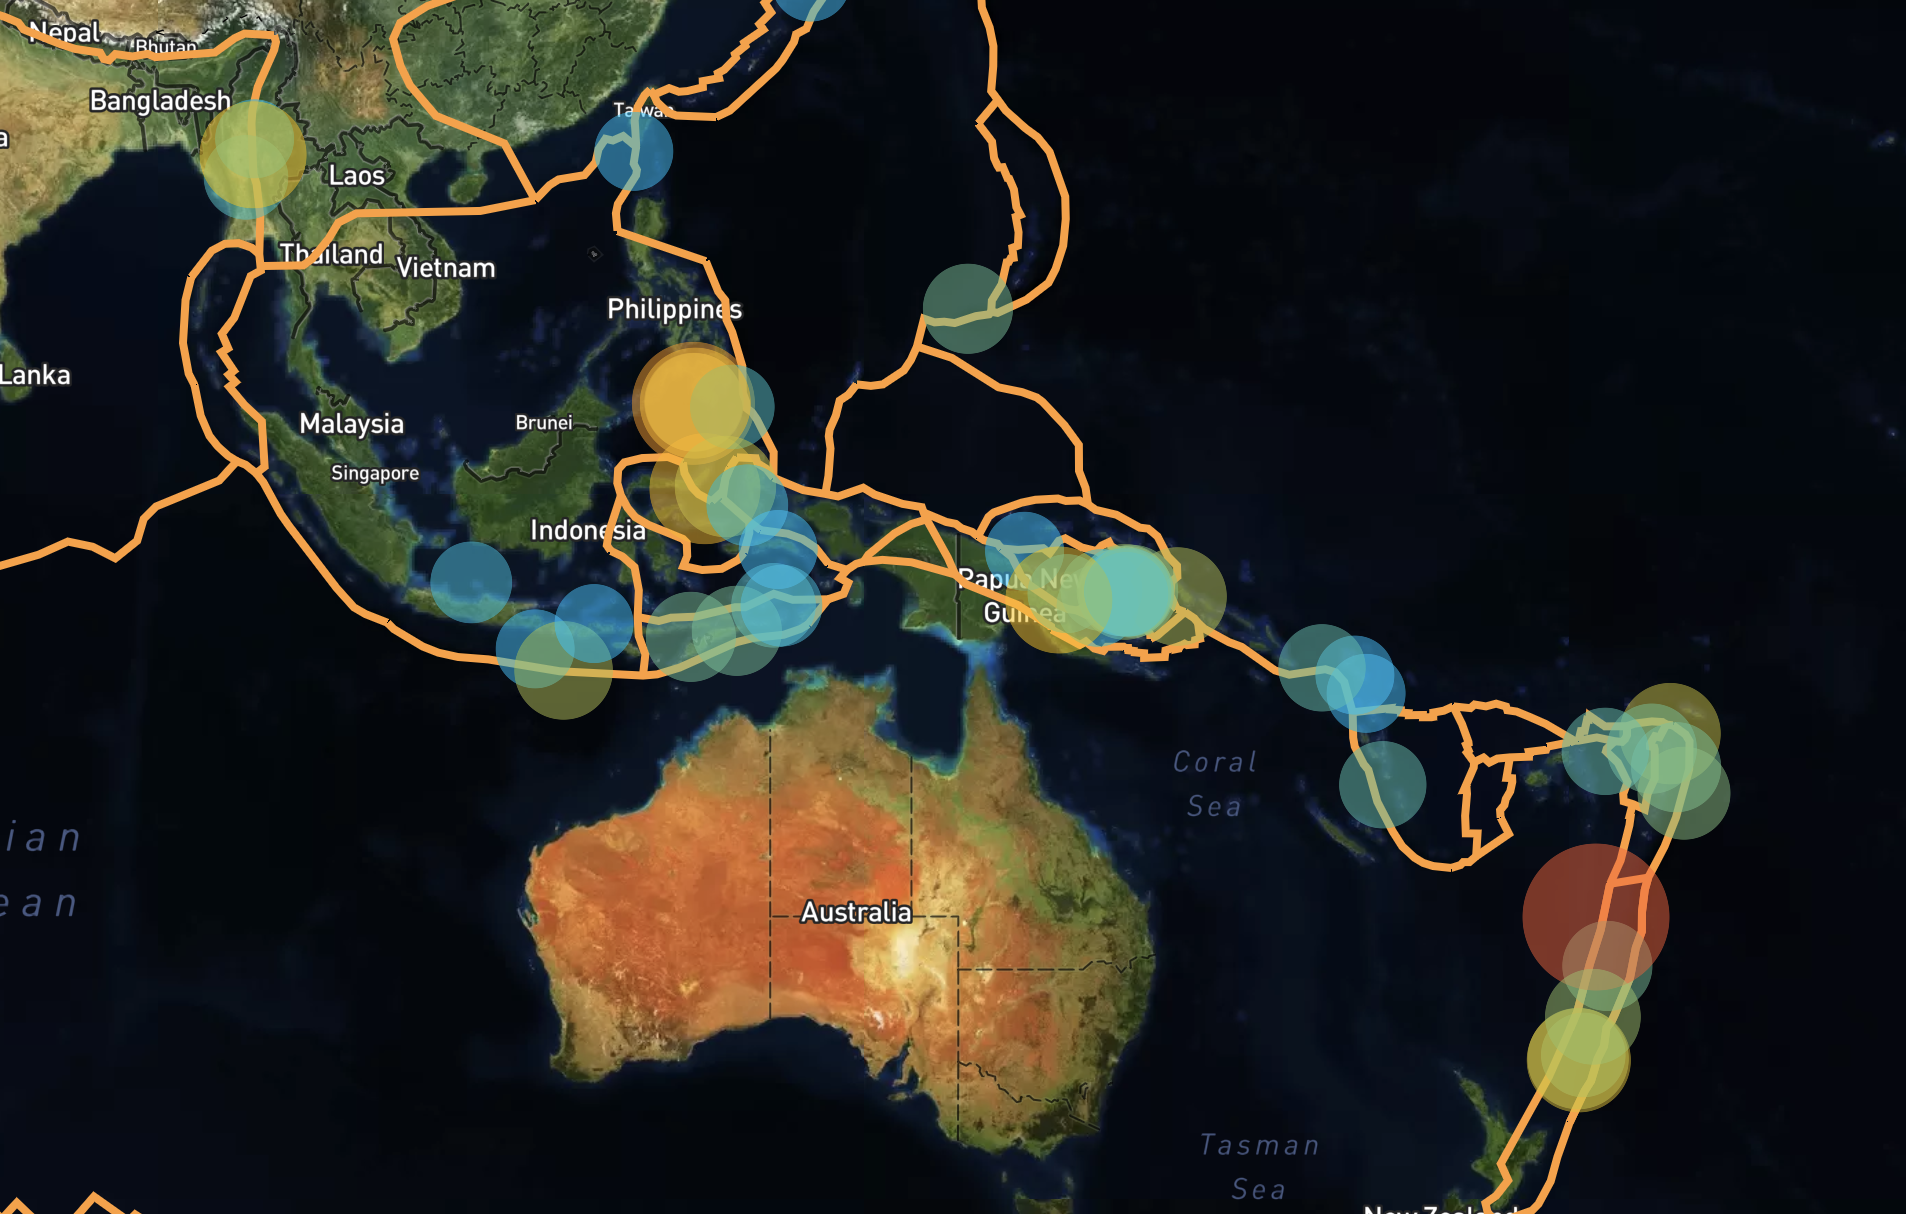 Nepal
Bhutan
Bangladesh
Taiwan
Laos
Thailand
Vietnam
Philippines
Lanka
Malaysia
Brunei
Singapore
Indonesia
Papua New
Guinea
Coral
Sea
ian
ean
Australia
Tasman
Sea
New Zealand